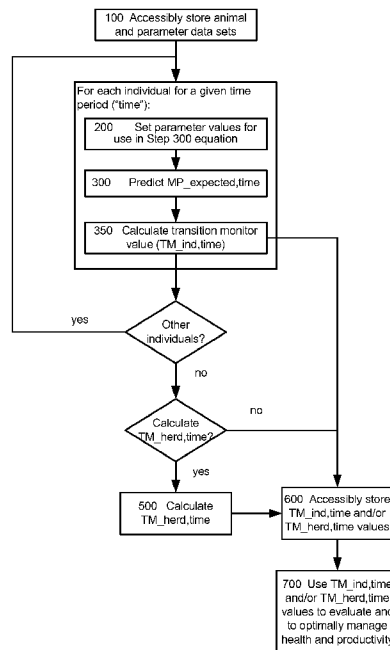 100 Accessibly store animal
and parameter data sets
For each individual for a given time
period ("time"):
200 Set parameter values for
use in Step 300 equation
300 Predict MP_expected,time
350 Calculate transition monitor
value (TM_ind,time)
yes
Other
individuals?
no
Calculate
TM_herd,time?
no
yes
500 Calculate
TM_herd,time
600 Accessibly store
TM_ind,time and/or
TM_herd,time values
700 Use TM_ind,time
and/or TM_herd,time
values to evaluate and
to optimally manage
health and productivity